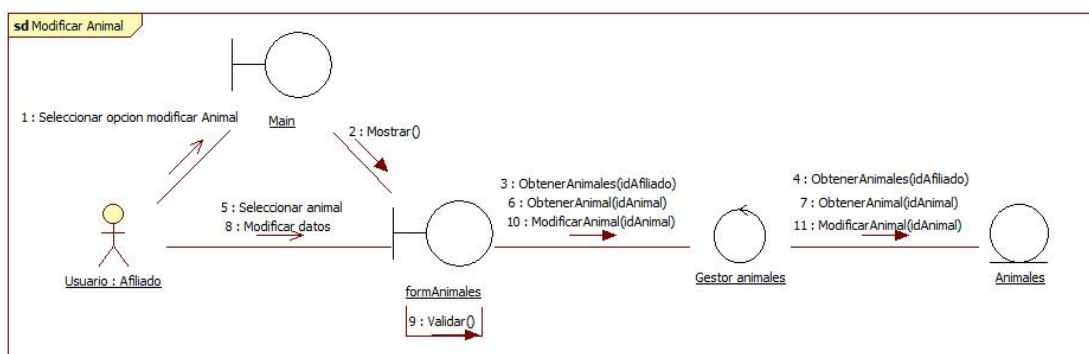 sd Modificar Animal
1 : Seleccionar opcion modificar Animal
Main
2 : Mostrar()
3 : ObtenerAnimales(idAfiliado)
6 : ObtenerAnimal(idAnimal)
10 : ModificarAnimal(idAnimal)
4 : ObtenerAnimales(idAfiliado)
7 : ObtenerAnimal(idAnimal)
11 : ModificarAnimal(idAnimal)
5 : Seleccionar animal
8 : Modificar datos
Usuario : Afiliado
formAnimales
Gestor animales
Animales
9 : Validar()